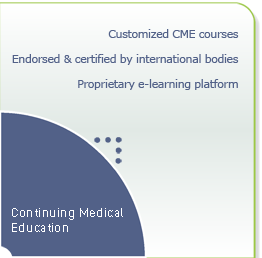 Customized CME courses
Endorsed & certified by international bodies
Proprietary e-learning platform
Continuing Medical
Education